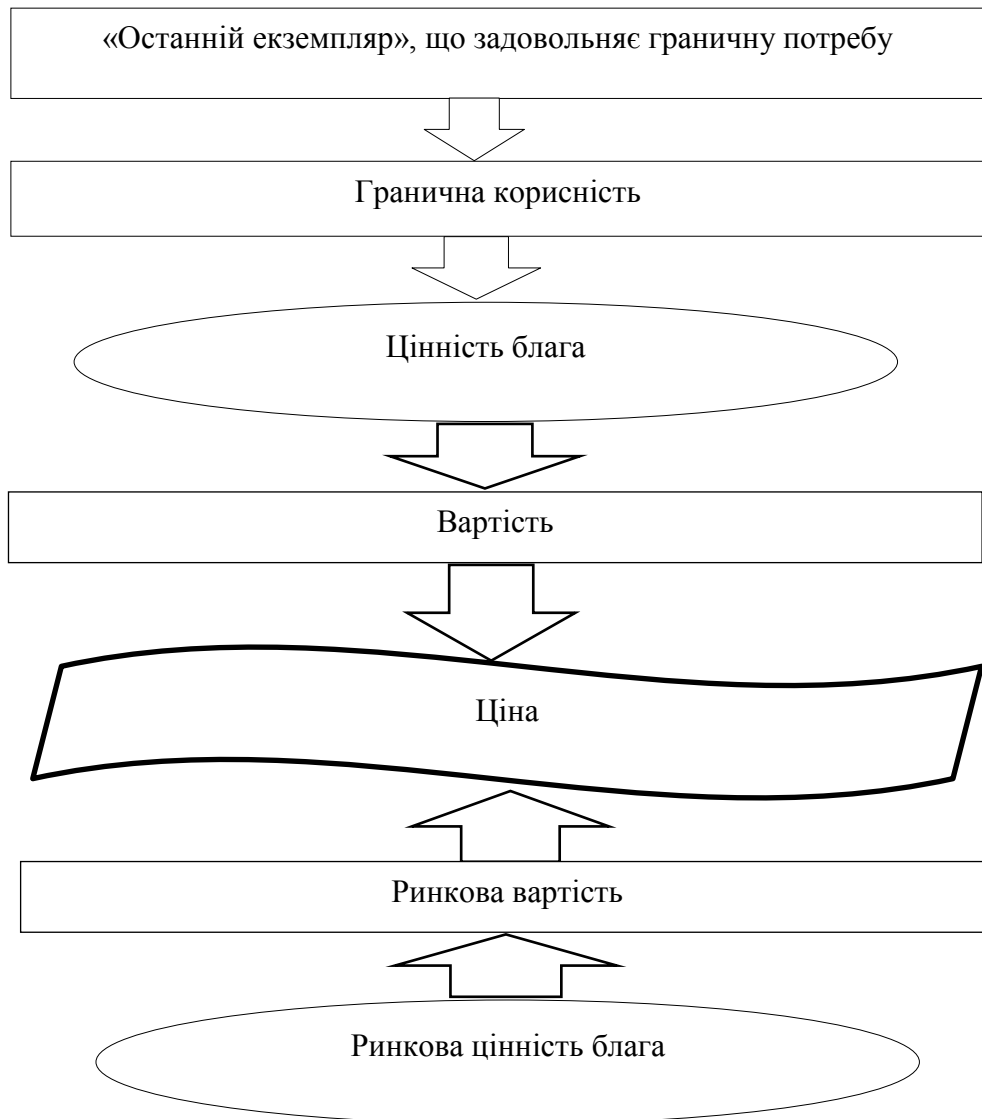 «Останній екземпляр», що задовольняє граничну потребу
Гранична корисність
Цінність блага
Вартість
Ціна
Ринкова вартість
Ринкова цінність блага